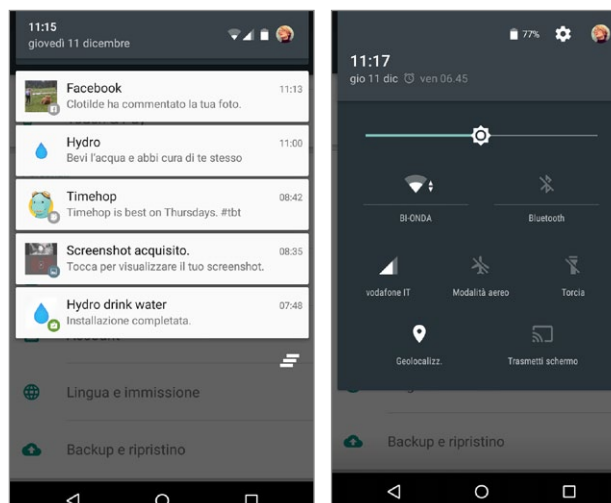 11:15
giovedì 11 dicembre
Facebook 11:13
Clotilde ha commentato la tua foto.
Hydro 11:00
Bevi l'acqua e abbi cura di te stesso
Timehop 08:42
Timehop is best on Thursdays. #tbt
Screenshot acquisito. 08:35
Tocca per visualizzare il tuo screenshot.
Hydro drink water 07:48
Installazione completata.
Account
Lingua e immissione
Backup e ripristino
77%
11:17
gio 11 dic ven 06.45
BI-ONDA
Bluetooth
vodafone IT
Modalità aereo
Torcia
Geolocalizz.
Trasmetti schermo
Backup e ripristino